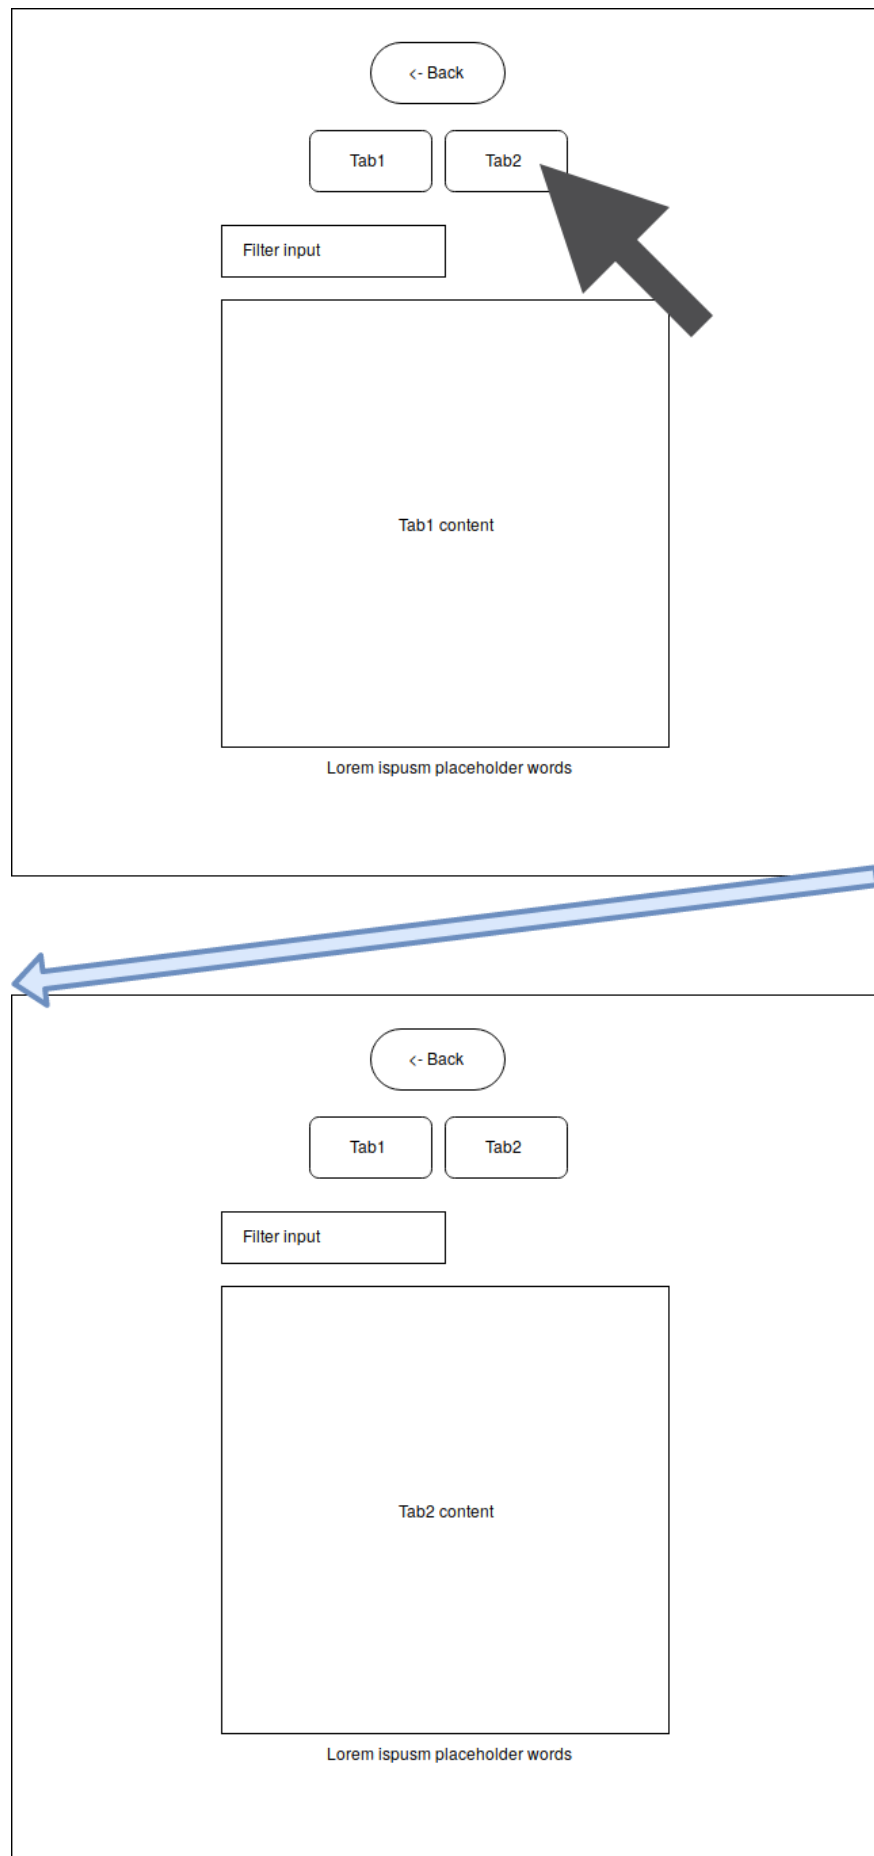 <- Back
Tab1 Tab2
Filter input
Tab1 content
Lorem ispusm placeholder words
<- Back
Tab1 Tab2
Filter input
Tab2 content
Lorem ispusm placeholder words